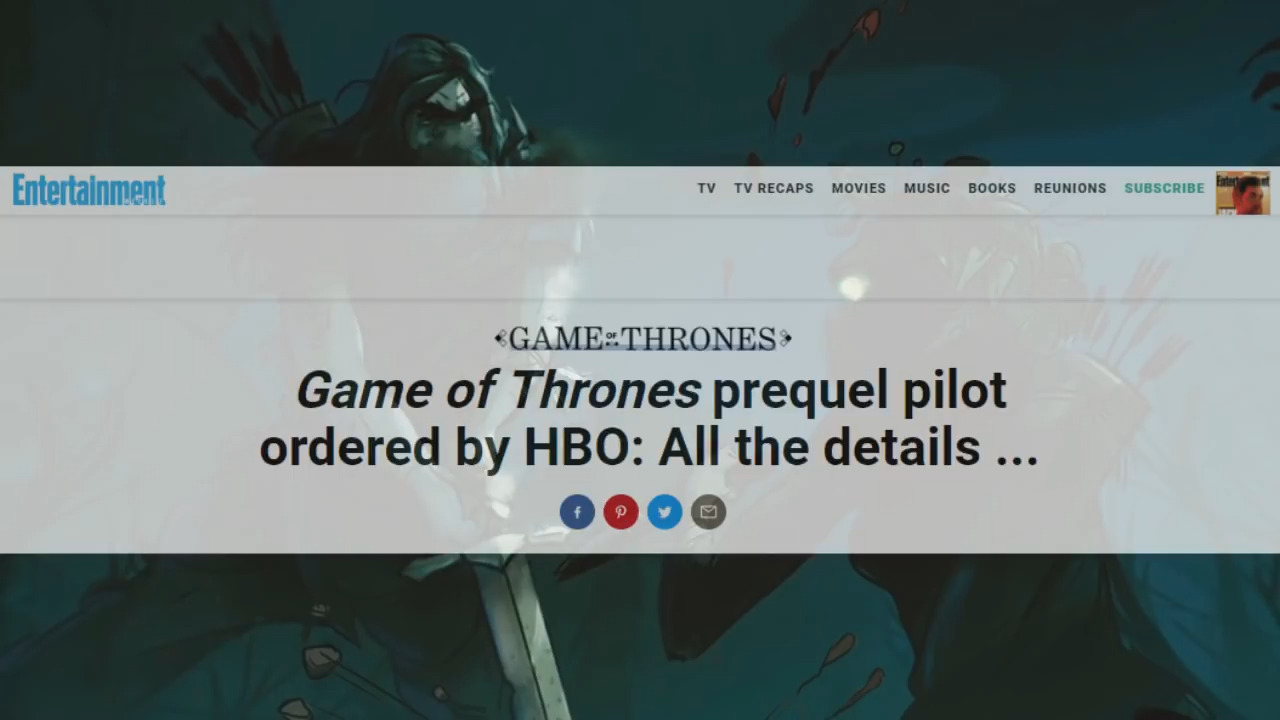 Entertainment
TV TV RECAPS MOVIES MUSIC BOOKS REUNIONS SUBSCRIBE
GAME OF THRONES
Game of Thrones prequel pilot
ordered by HBO: All the details ...